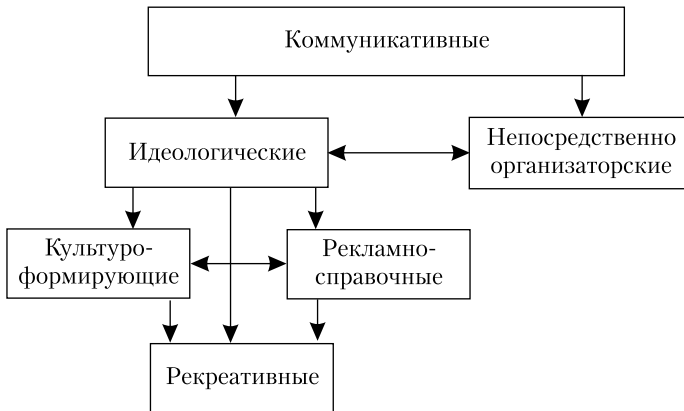 Коммуникативные
Идеологические
Непосредственно
организаторские
Культуро-
формирующие
Рекламно-
справочные
Рекреативные